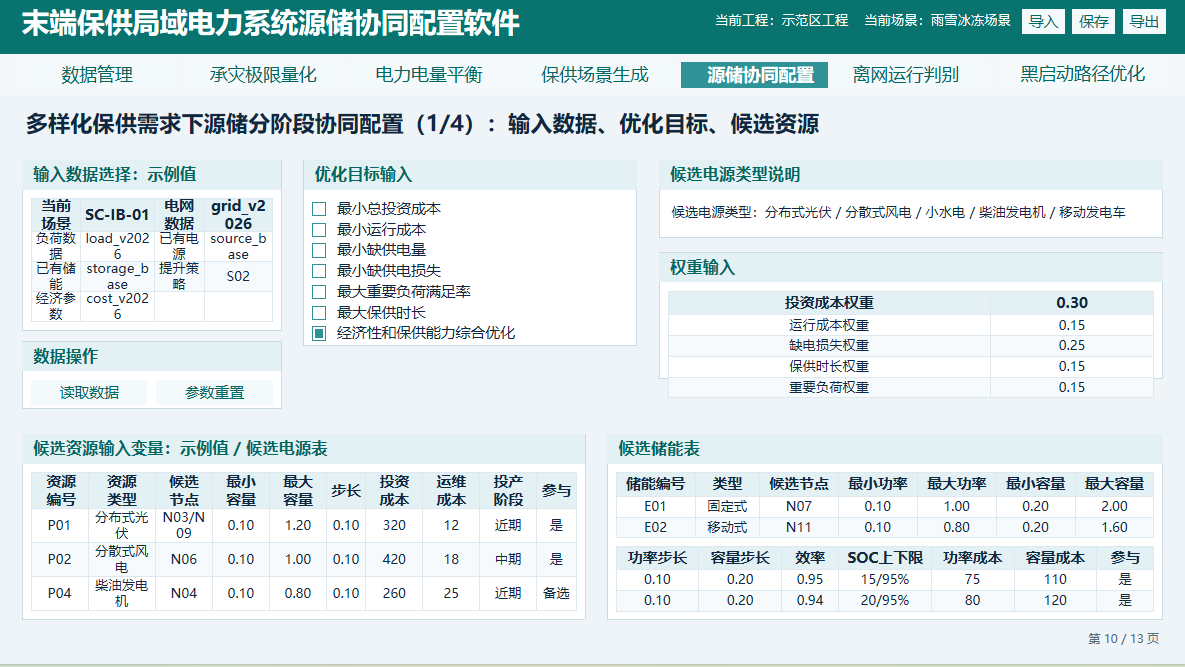 末端保供局域电力系统源储协同配置软件
当前工程：示范区工程 当前场景：雨雪冰冻场景 导入 保存 导出
数据管理 承灾极限量化 电力电量平衡 保供场景生成 源储协同配置 离网运行判别 黑启动路径优化
多样化保供需求下源储分阶段协同配置（1/4）：输入数据、优化目标、候选资源
输入数据选择：示例值
当前场景 SC-IB-01 电网数据 grid_v2026
负荷数据 load_v2026 已有电源 source_base
已有储能 storage_base 提升策略 S02
经济参数 cost_v2026
数据操作
读取数据 参数重置
优化目标输入
最小总投资成本
最小运行成本
最小缺供电量
最小缺供电损失
最大重要负荷满足率
最大保供时长
经济性和保供能力综合优化
候选电源类型说明
候选电源类型：分布式光伏 / 分散式风电 / 小水电 / 柴油发电机 / 移动发电车
权重输入
投资成本权重 0.30
运行成本权重 0.15
缺电损失权重 0.25
保供时长权重 0.15
重要负荷权重 0.15
候选资源输入变量：示例值 / 候选电源表
资源编号 资源类型 候选节点 最小容量 最大容量 步长 投资成本 运维成本 投产阶段 参与
P01 分布式光伏 N03/N09 0.10 1.20 0.10 320 12 近期 是
P02 分散式风电 N06 0.10 1.00 0.10 420 18 中期 是
P04 柴油发电机 N04 0.10 0.80 0.10 260 25 近期 备选
候选储能表
储能编号 类型 候选节点 最小功率 最大功率 最小容量 最大容量
E01 固定式 N07 0.10 1.00 0.20 2.00
E02 移动式 N11 0.10 0.80 0.20 1.60
功率步长 容量步长 效率 SOC上下限 功率成本 容量成本 参与
0.10 0.20 0.95 15/95% 75 110 是
0.10 0.20 0.94 20/95% 80 120 是
第 10 / 13 页